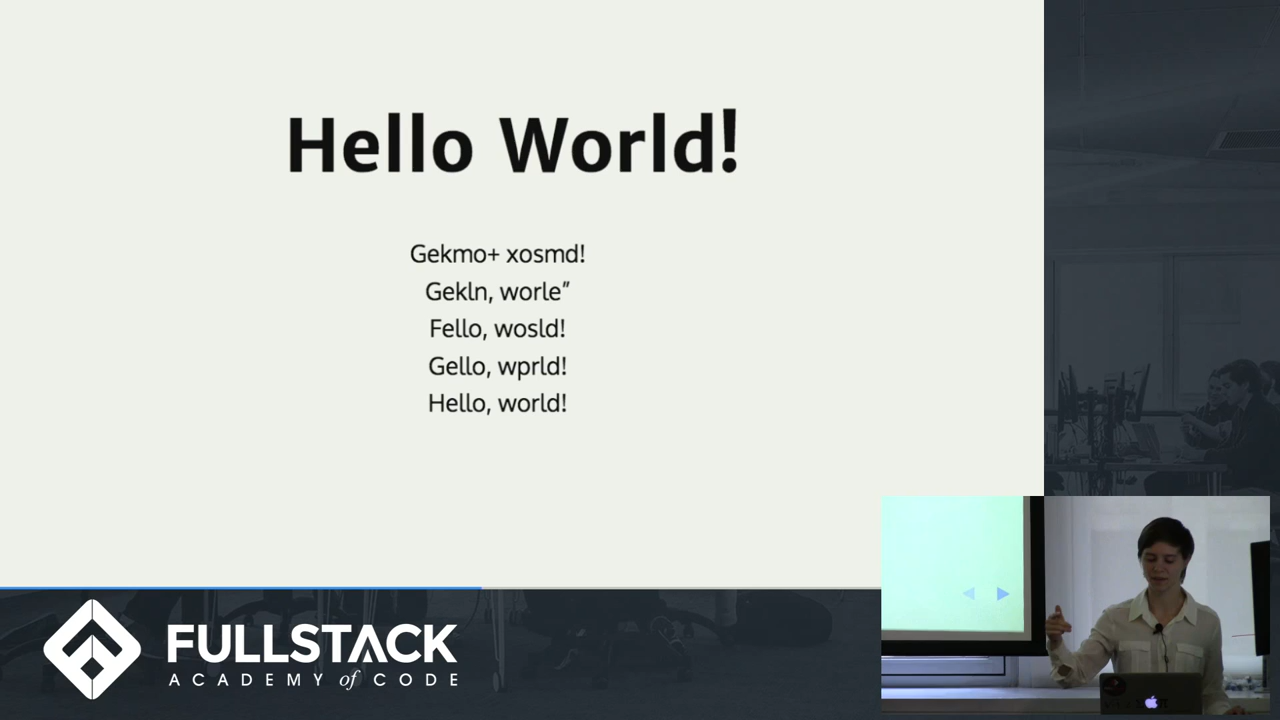 Hello World!
Gekmo+ xosmd!
Gekln, worle”
Fello, wosld!
Gello, wprld!
Hello, world!
FULLSTACK
ACADEMY of CODE